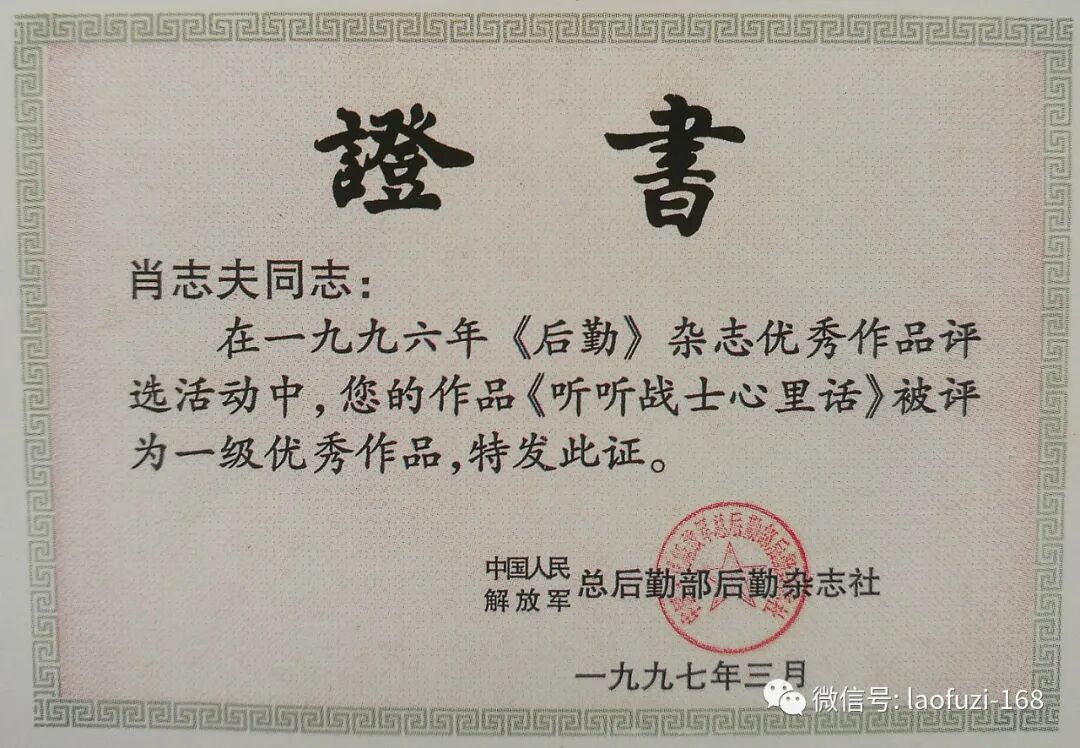 證書
肖志夫同志：
在一九九六年《后勤》杂志优秀作品评
选活动中，您的作品《听听战士心里话》被评
为一级优秀作品，特发此证。
中国人民
解放军
总后勤部后勤杂志社
一九九七年三月
微信号: laofuzi-168